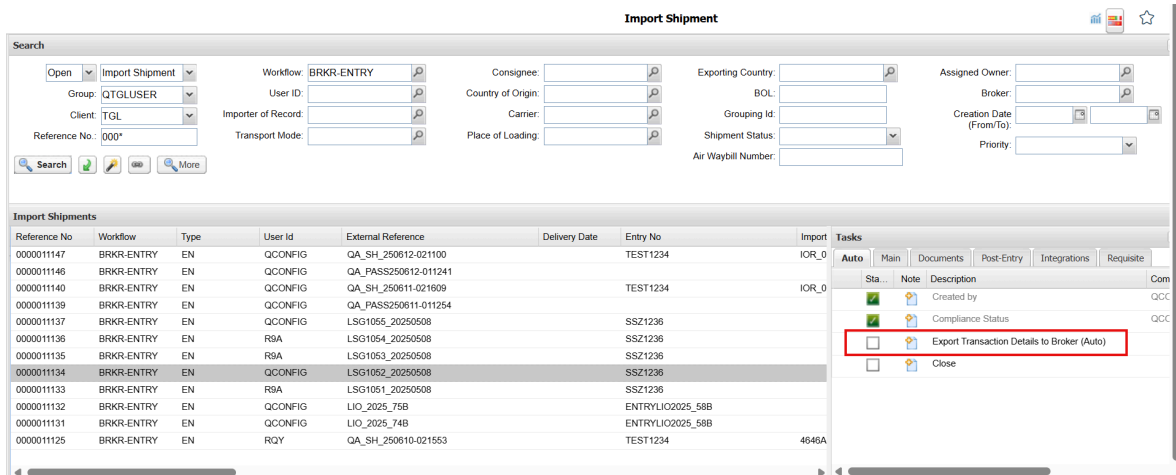 Import Shipment
Search
Open Import Shipment Workflow: BRKR-ENTRY Consignee: Exporting Country: Assigned Owner:
Group: QTGLUSER User ID: Country of Origin: BOL: Broker:
Client: TGL Importer of Record: Carrier: Grouping Id: Creation Date (From/To):
Reference No.: 000* Transport Mode: Place of Loading: Shipment Status: Priority:
Air Waybill Number:
Search More
Import Shipments
Reference No Workflow Type User Id External Reference Delivery Date Entry No Import
0000011147 BRKR-ENTRY EN QCONFIG QA_SH_250612-021100 TEST1234 IOR_0
0000011146 BRKR-ENTRY EN QCONFIG QA_PASS250612-011241
0000011140 BRKR-ENTRY EN QCONFIG QA_SH_250611-021609 TEST1234 IOR_0
0000011139 BRKR-ENTRY EN QCONFIG QA_PASS250611-011254
0000011137 BRKR-ENTRY EN QCONFIG LSG1055_20250508 SSZ1236
0000011136 BRKR-ENTRY EN R9A LSG1054_20250508 SSZ1236
0000011135 BRKR-ENTRY EN R9A LSG1053_20250508 SSZ1236
0000011134 BRKR-ENTRY EN QCONFIG LSG1052_20250508 SSZ1236
0000011133 BRKR-ENTRY EN R9A LSG1051_20250508 SSZ1236
0000011132 BRKR-ENTRY EN QCONFIG LIO_2025_75B ENTRYLIO2025_58B
0000011131 BRKR-ENTRY EN QCONFIG LIO_2025_74B ENTRYLIO2025_58B
0000011125 BRKR-ENTRY EN RQY QA_SH_250610-021553 TEST1234 4646A
Tasks
Auto Main Documents Post-Entry Integrations Requisite
Sta... Note Description Com
Created by QCC
Compliance Status QCC
Export Transaction Details to Broker (Auto)
Close